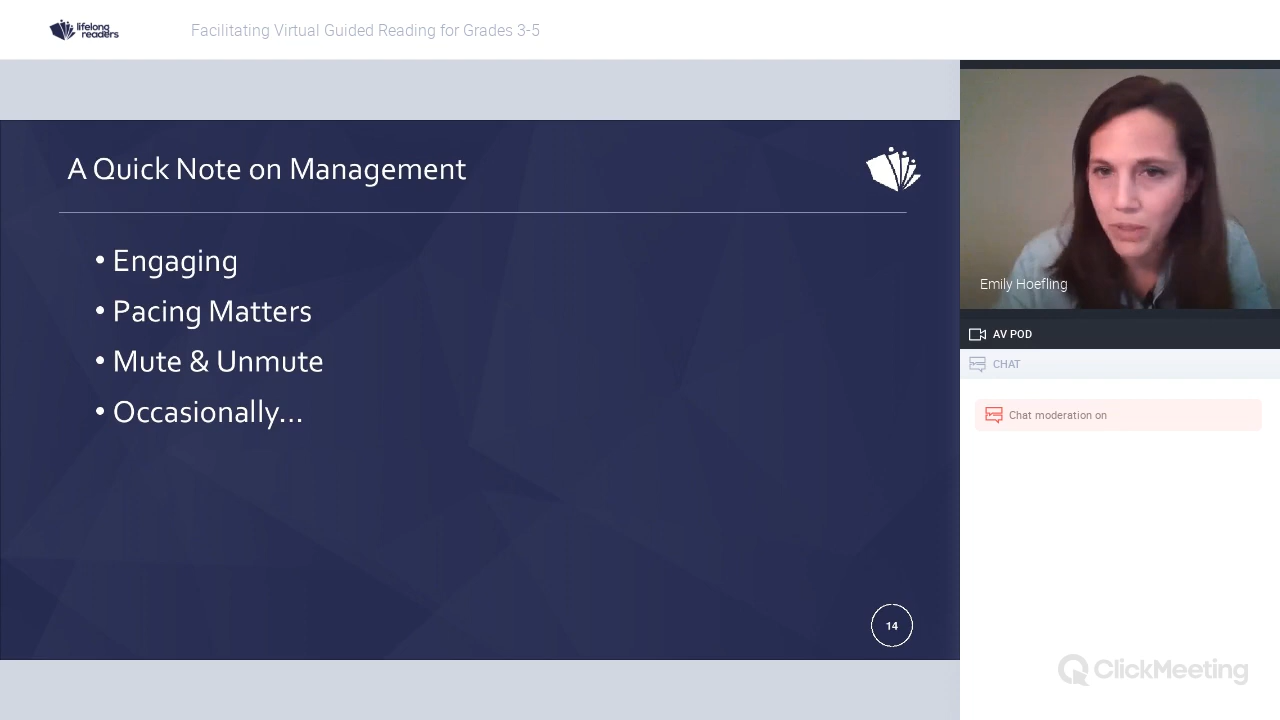 lifelong
readers
Facilitating Virtual Guided Reading for Grades 3-5
A Quick Note on Management
• Engaging
• Pacing Matters
• Mute & Unmute
• Occasionally...
14
Emily Hoefling
AV POD
CHAT
Chat moderation on
ClickMeeting